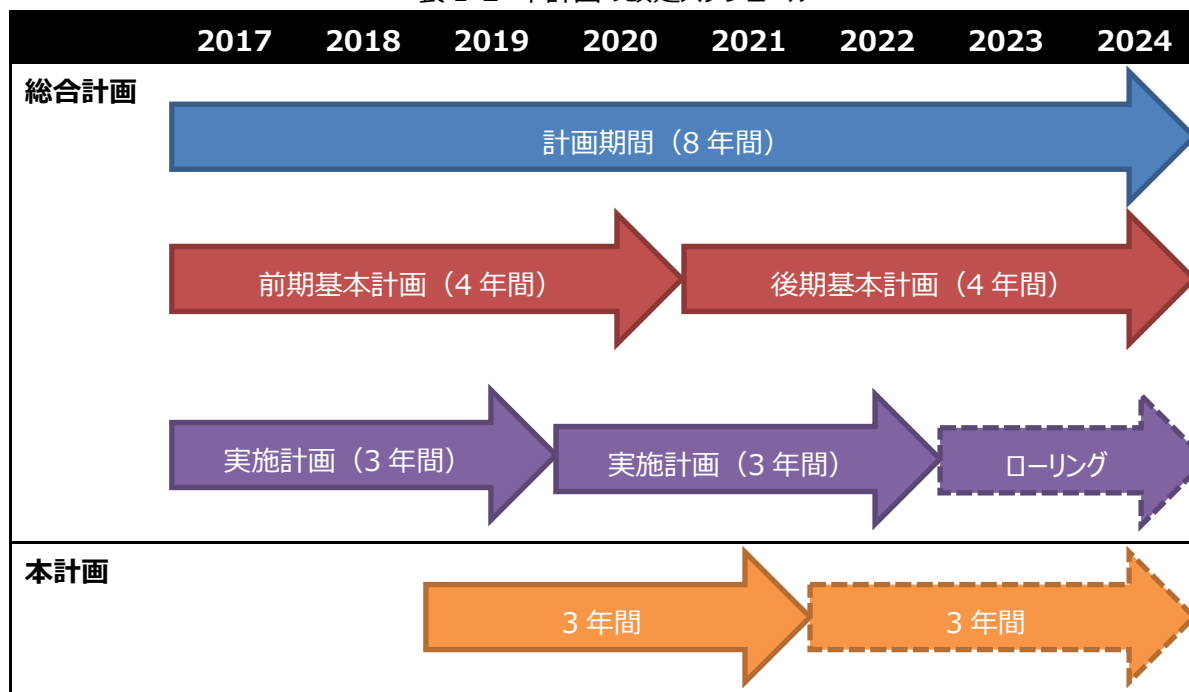 2017 2018 2019 2020 2021 2022 2023 2024
総合計画
計画期間（8 年間）
前期基本計画（4 年間） 後期基本計画（4 年間）
実施計画（3 年間） 実施計画（3 年間） ローリング
本計画
3 年間 3 年間